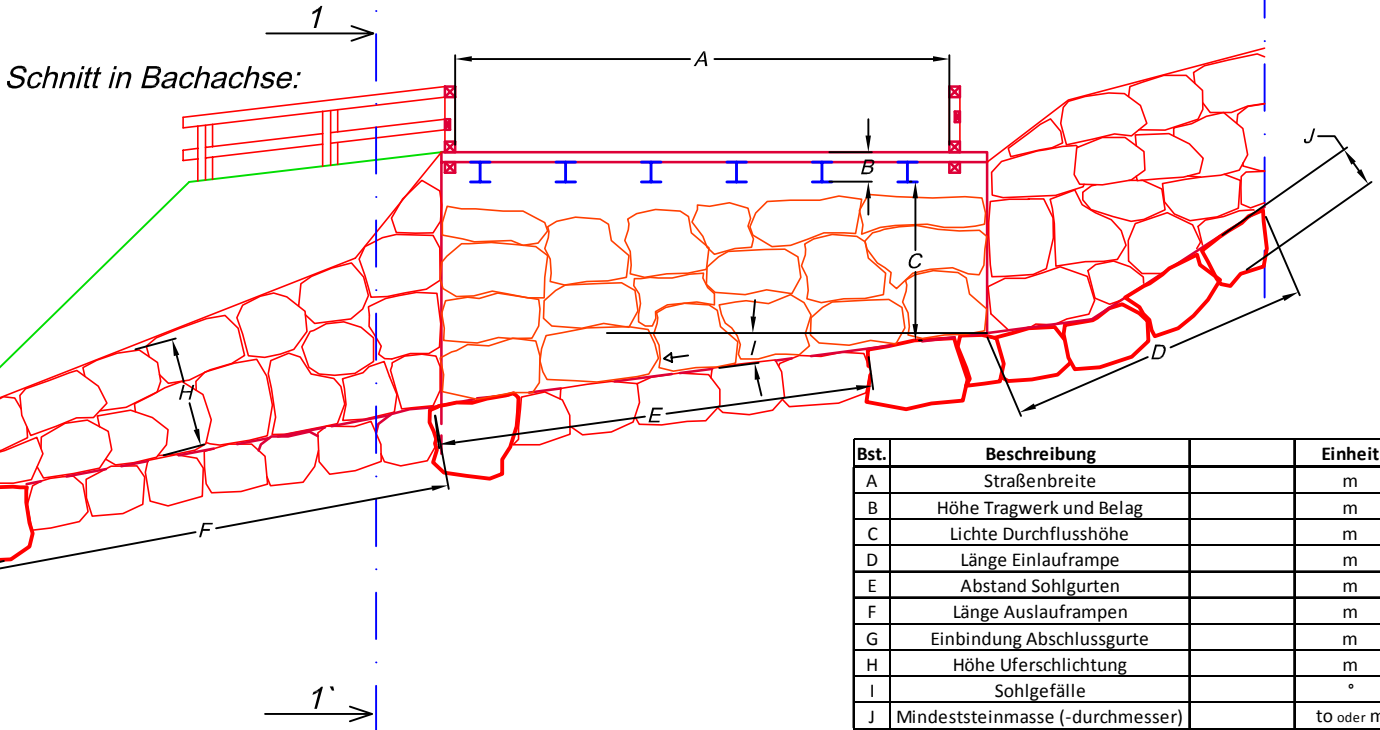 1
Schnitt in Bachachse:
A
B
J
C
I
H
D
E
F
1`
Bst. Beschreibung Einheit
A Straßenbreite m
B Höhe Tragwerk und Belag m
C Lichte Durchflusshöhe m
D Länge Einlauframpe m
E Abstand Sohlgurten m
F Länge Auslauframpen m
G Einbindung Abschlussgurte m
H Höhe Uferschlichtung m
I Sohlgefälle °
J Mindeststeinmasse (-durchmesser) to oder m